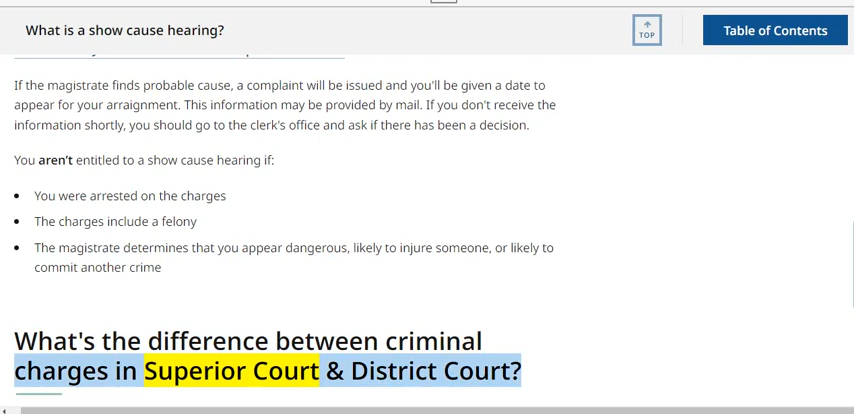 What is a show cause hearing?
TOP
Table of Contents
If the magistrate finds probable cause, a complaint will be issued and you'll be given a date to
appear for your arraignment. This information may be provided by mail. If you don't receive the
information shortly, you should go to the clerk's office and ask if there has been a decision.
You aren't entitled to a show cause hearing if:
You were arrested on the charges
The charges include a felony
The magistrate determines that you appear dangerous, likely to injure someone, or likely to
commit another crime
What's the difference between criminal
charges in Superior Court & District Court?